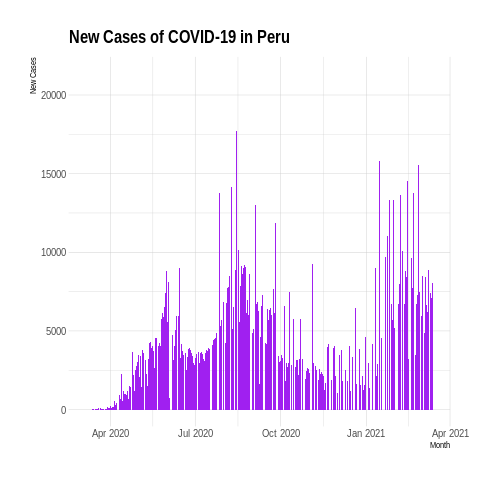 New Cases of COVID-19 in Peru
New Cases
20000
15000
10000
5000
0
Apr 2020 Jul 2020 Oct 2020 Jan 2021 Apr 2021
Month